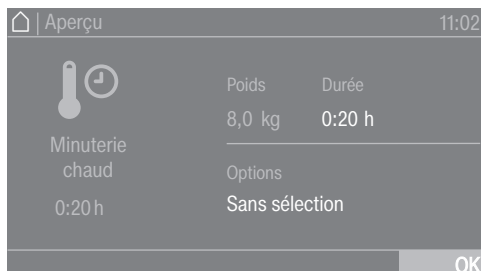 Aperçu 11:02
Minuterie
chaud
0:20 h
Poids Durée
8,0 kg 0:20 h
Options
Sans sélection
OK